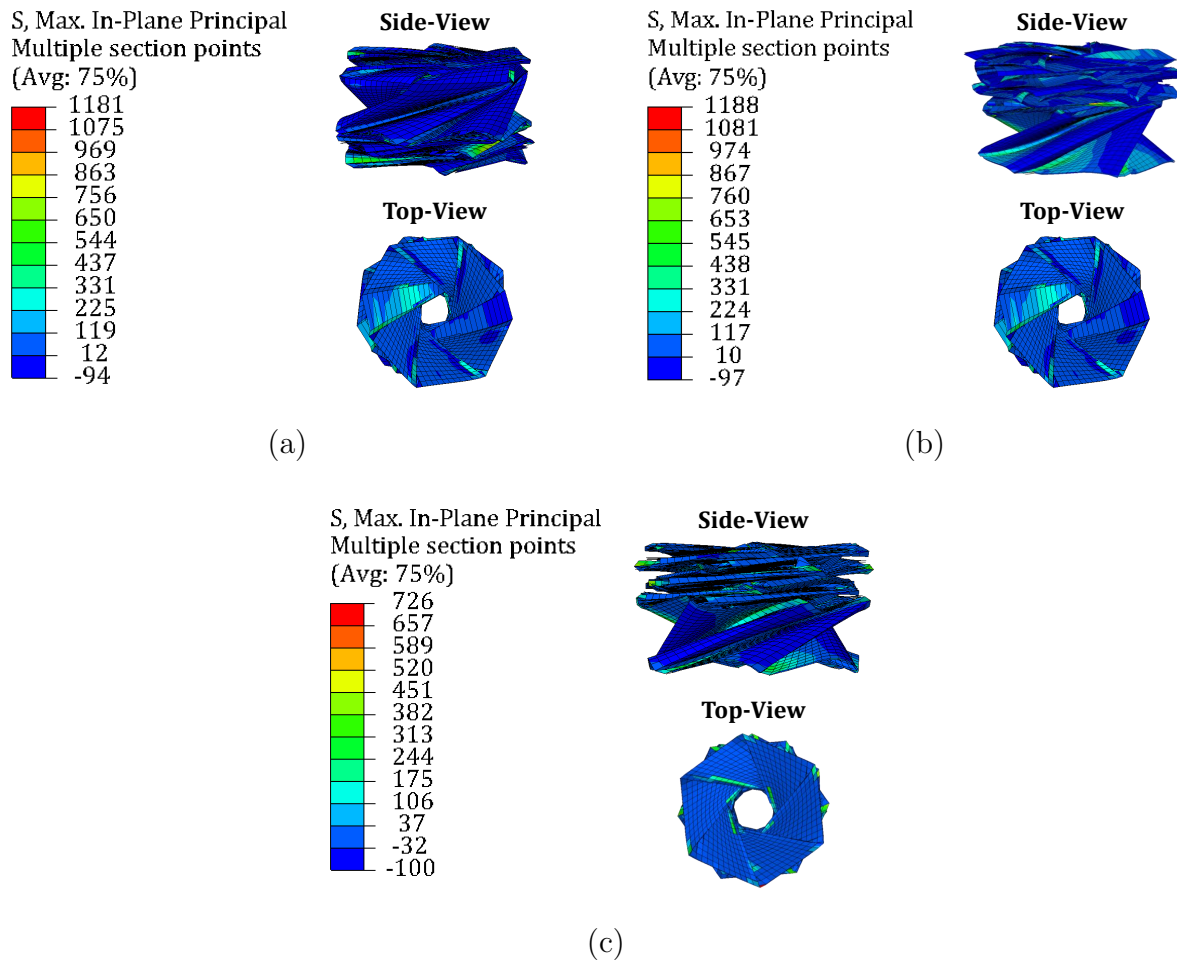 S, Max. In-Plane Principal
Multiple section points
(Avg: 75%)
1181
1075
969
863
756
650
544
437
331
225
119
12
-94
Side-View
Top-View
(a)
S, Max. In-Plane Principal
Multiple section points
(Avg: 75%)
1188
1081
974
867
760
653
545
438
331
224
117
10
-97
Side-View
Top-View
(b)
S, Max. In-Plane Principal
Multiple section points
(Avg: 75%)
726
657
589
520
451
382
313
244
175
106
37
-32
-100
Side-View
Top-View
(c)